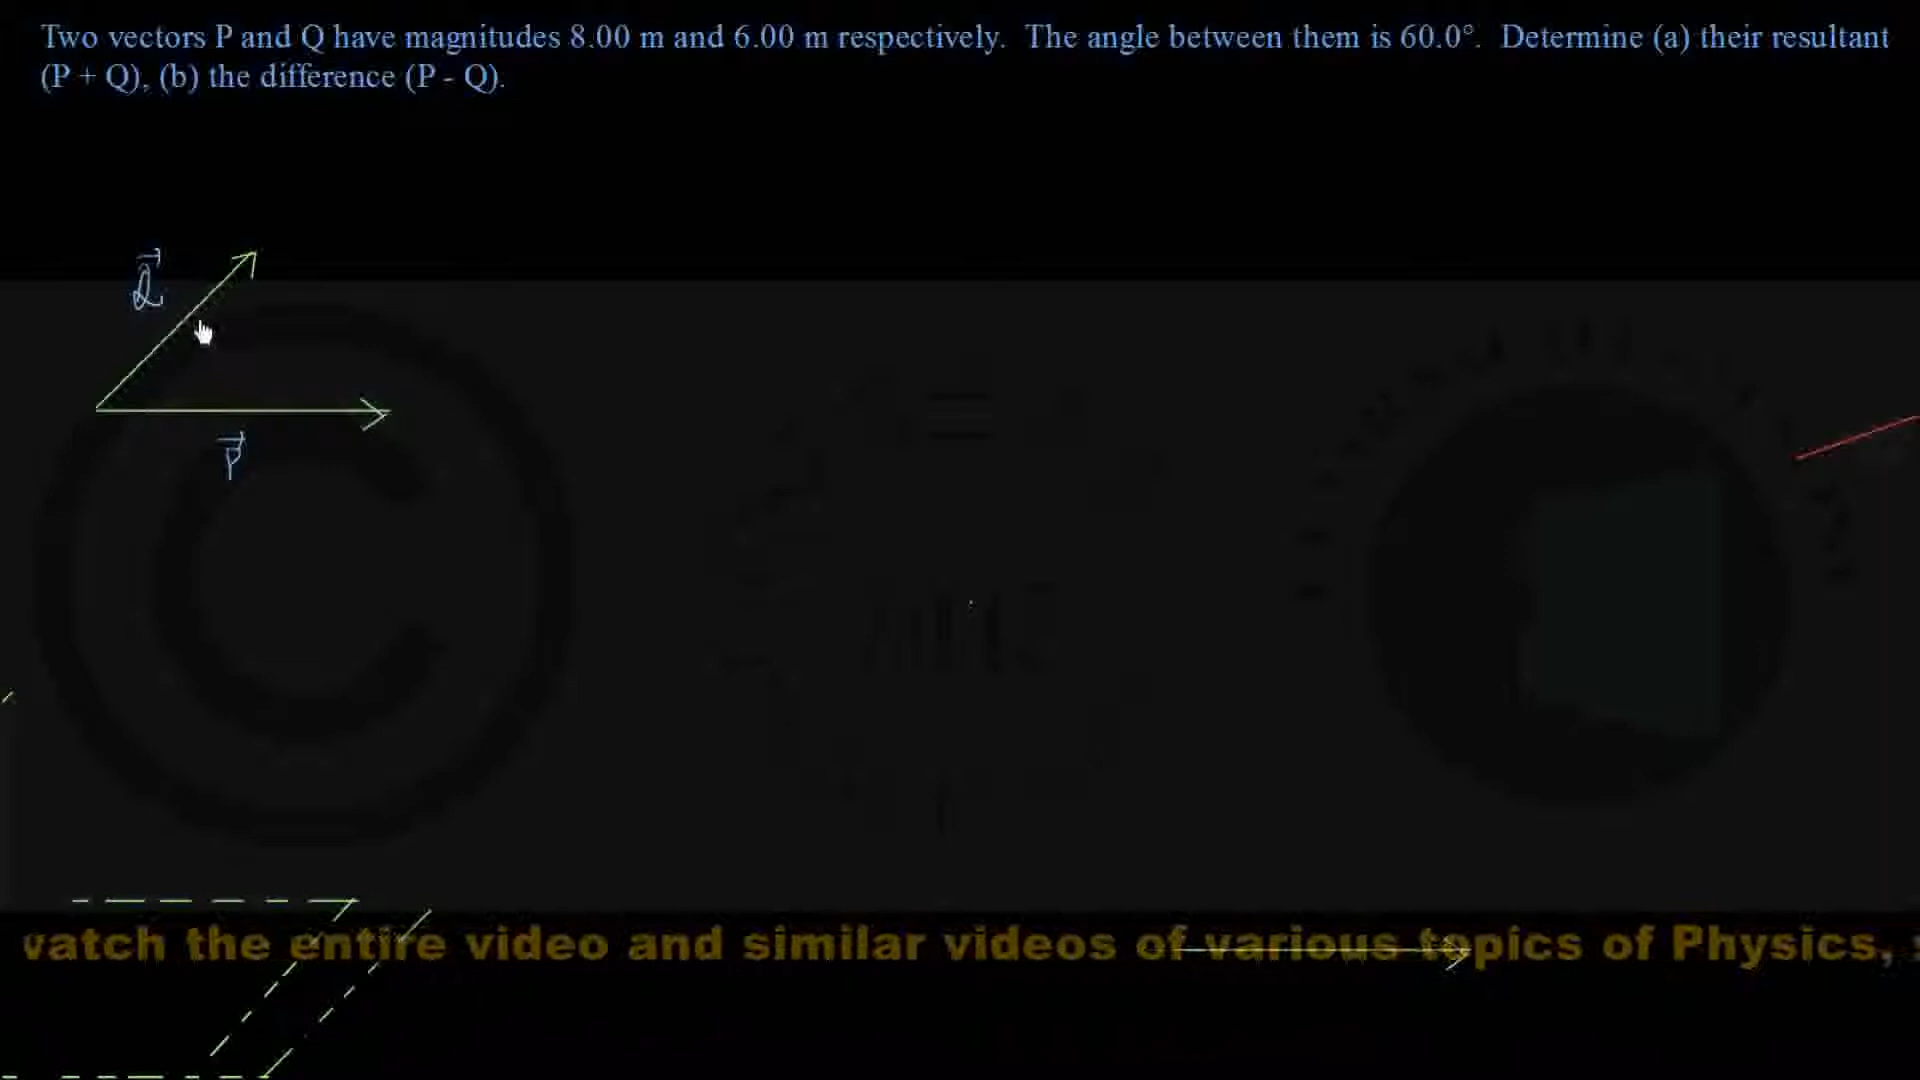 Two vectors P and Q have magnitudes 8.00 m and 6.00 m respectively.  The angle between them is 60.0°.  Determine (a) their resultant
(P + Q), (b) the difference (P - Q).
Q
P
vatch the entire video and similar videos of various topics of Physics,